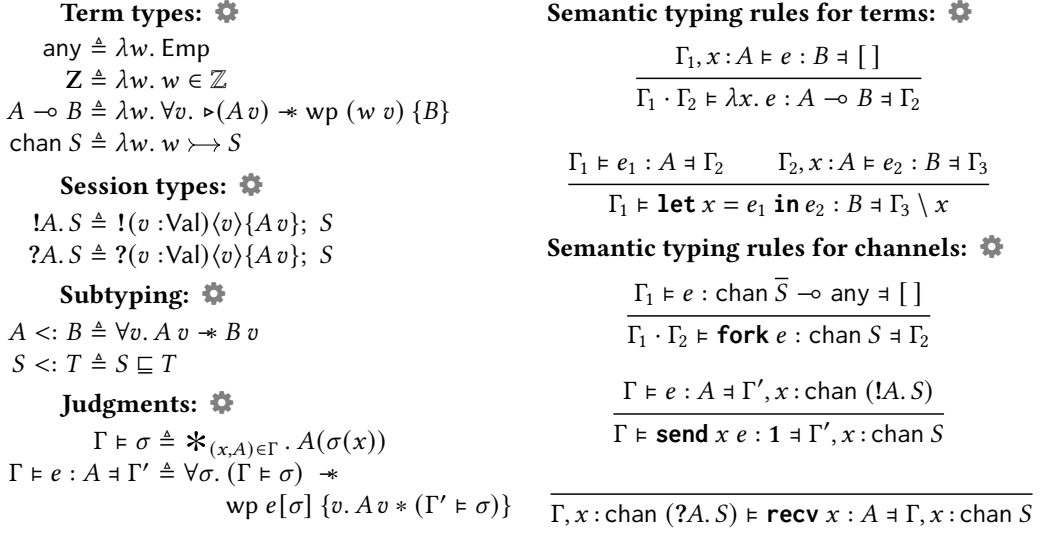 Term types:
any ≜ λw. Emp
Z ≜ λw. w ∈ ℤ
A ⊸ B ≜ λw. ∀v. ▹(A v) -∗ wp (w v) {B}
chan S ≜ λw. w ↣ S
Session types:
!A. S ≜ !(v :Val)⟨v⟩{A v}; S
?A. S ≜ ?(v :Val)⟨v⟩{A v}; S
Subtyping:
A <: B ≜ ∀v. A v -∗ B v
S <: T ≜ S ⊑ T
Judgments:
Γ ⊨ σ ≜ ∗_(x,A)∈Γ . A(σ(x))
Γ ⊨ e : A ⫤ Γ′ ≜ ∀σ. (Γ ⊨ σ) -∗
wp e[σ] {v. A v ∗ (Γ′ ⊨ σ)}
Semantic typing rules for terms:
Γ₁, x : A ⊨ e : B ⫤ [ ]
Γ₁ · Γ₂ ⊨ λx. e : A ⊸ B ⫤ Γ₂
Γ₁ ⊨ e₁ : A ⫤ Γ₂ Γ₂, x : A ⊨ e₂ : B ⫤ Γ₃
Γ₁ ⊨ let x = e₁ in e₂ : B ⫤ Γ₃ \ x
Semantic typing rules for channels:
Γ₁ ⊨ e : chan S̅ ⊸ any ⫤ [ ]
Γ₁ · Γ₂ ⊨ fork e : chan S ⫤ Γ₂
Γ ⊨ e : A ⫤ Γ′, x : chan (!A. S)
Γ ⊨ send x e : 1 ⫤ Γ′, x : chan S
Γ, x : chan (?A. S) ⊨ recv x : A ⫤ Γ, x : chan S